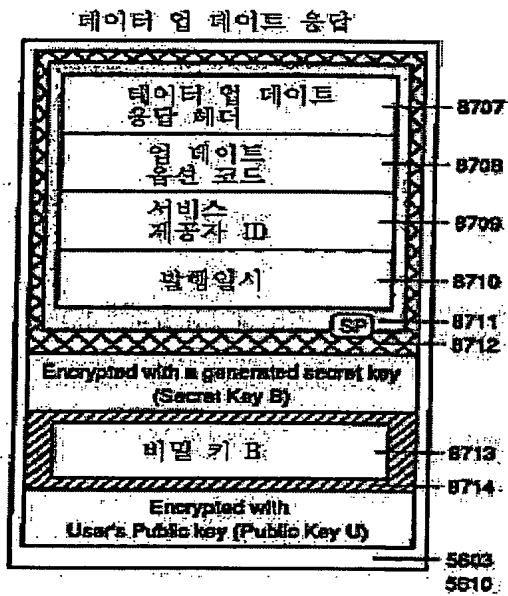 데이터 업 데이트 응답
데이터 업 데이트
응답 헤더
8707
업 데이트
옵션 코드
8708
서비스
제공자 ID
8709
발행일시
8710
SP
8711
8712
Encrypted with a generated secret key
(Secret Key B)
비밀 키 B
8713
8714
Encrypted with
User's Public key (Public Key U)
5603
5610